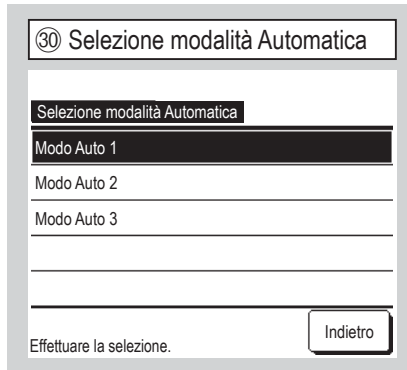 ㉚ Selezione modalità Automatica
Selezione modalità Automatica
Modo Auto 1
Modo Auto 2
Modo Auto 3
Indietro
Effettuare la selezione.